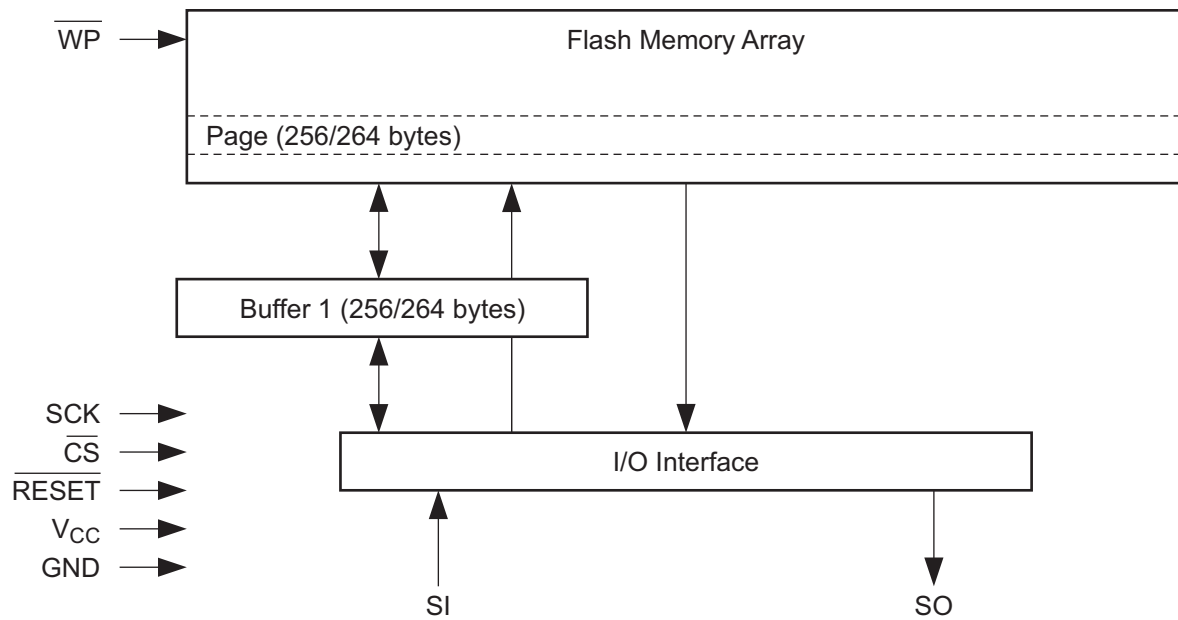 WP
Flash Memory Array
Page (256/264 bytes)
Buffer 1 (256/264 bytes)
SCK
CS
RESET
VCC
GND
I/O Interface
SI
SO